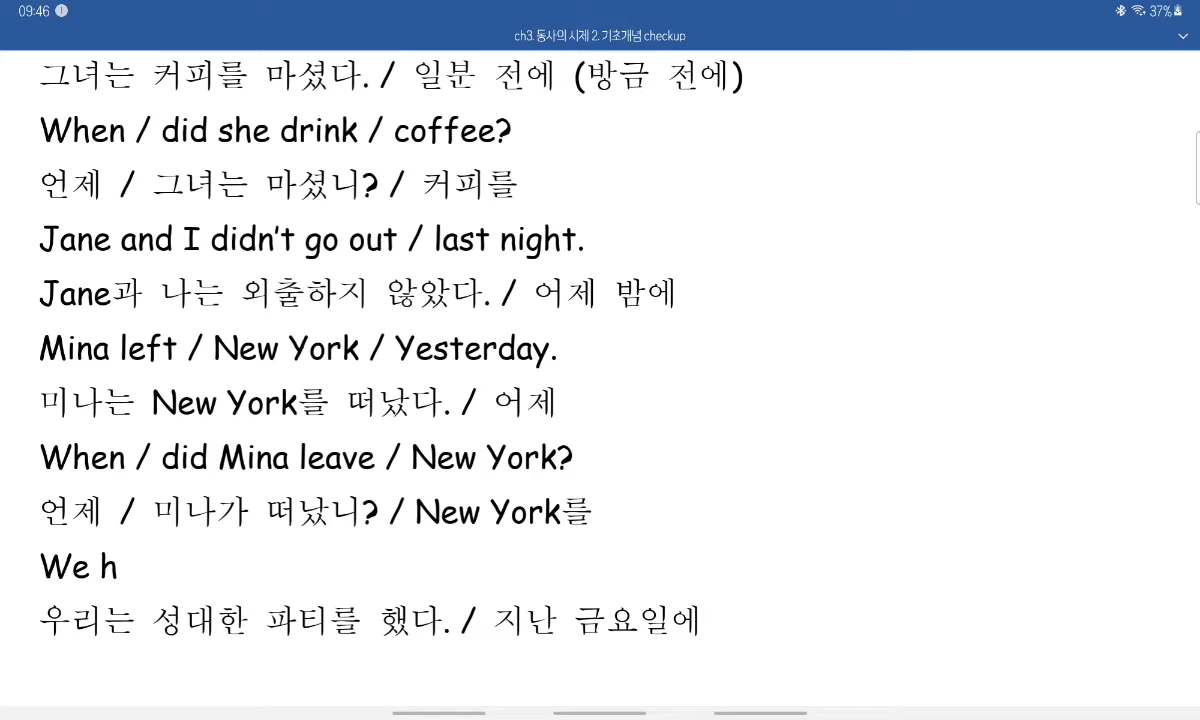 09:46
37%
ch3. 동사의 시제 2. 기초개념 checkup
그녀는 커피를 마셨다. / 일분 전에 (방금 전에)
When / did she drink / coffee?
언제 / 그녀는 마셨니? / 커피를
Jane and I didn't go out / last night.
Jane과 나는 외출하지 않았다. / 어제 밤에
Mina left / New York / Yesterday.
미나는 New York를 떠났다. / 어제
When / did Mina leave / New York?
언제 / 미나가 떠났니? / New York를
We h
우리는 성대한 파티를 했다. / 지난 금요일에